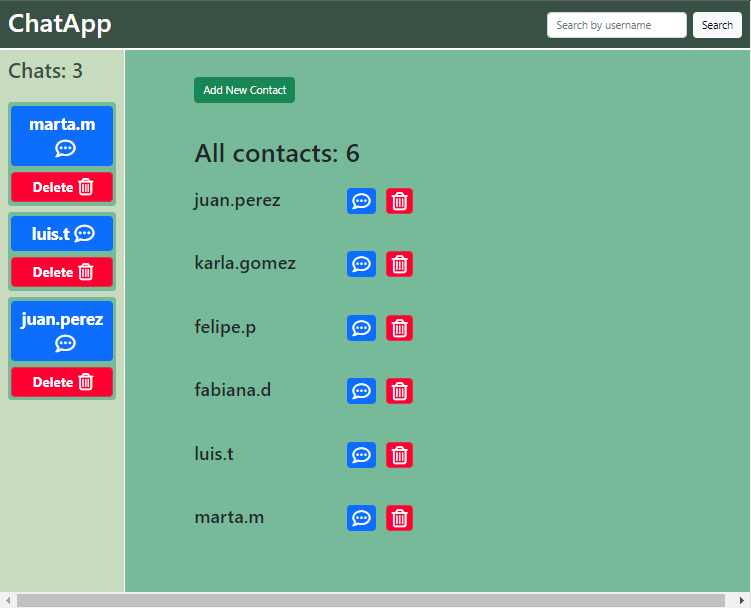 ChatApp
Search by username
Search
Chats: 3
marta.m
Delete
luis.t
Delete
juan.perez
Delete
Add New Contact
All contacts: 6
juan.perez
karla.gomez
felipe.p
fabiana.d
luis.t
marta.m